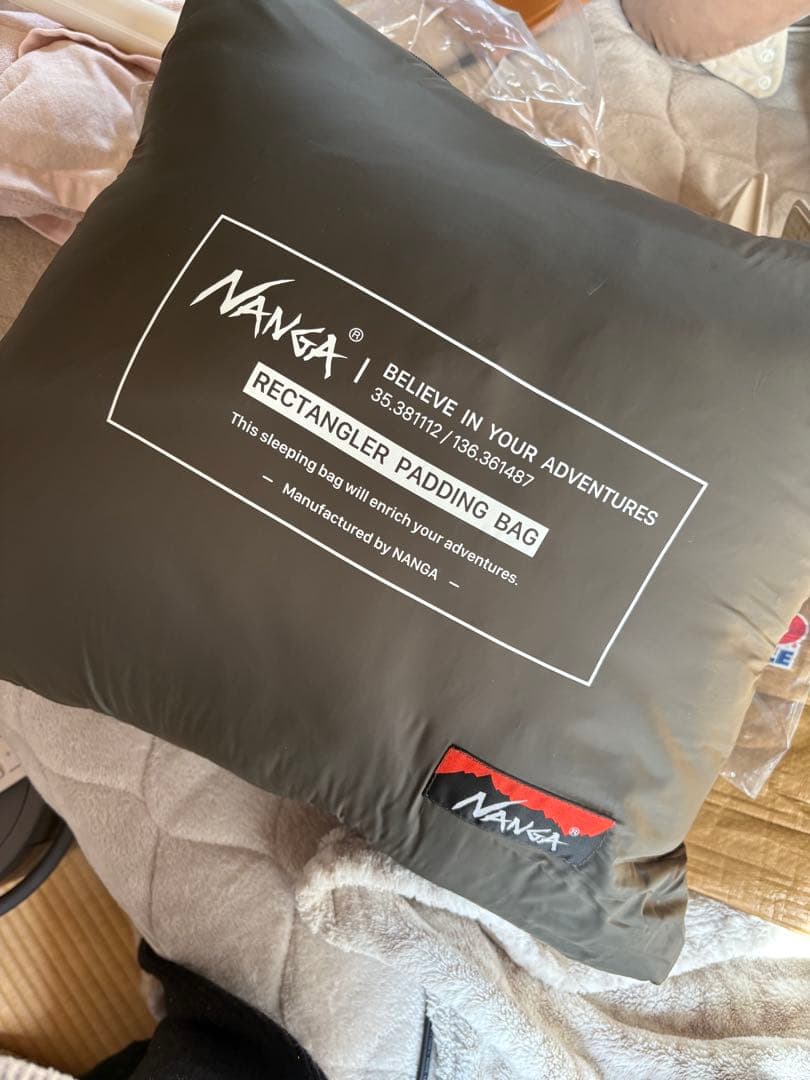 NANGA® | BELIEVE IN YOUR ADVENTURES
35.381112 / 136.361487
RECTANGLER PADDING BAG
This sleeping bag will enrich your adventures.
— Manufactured by NANGA —
NANGA®